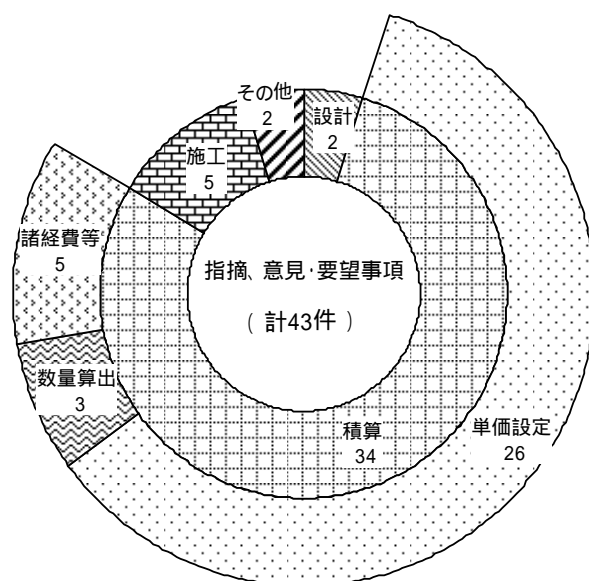 その他
2
設計
2
施工
5
諸経費等
5
指摘、意見・要望事項
（ 計43件 ）
数量算出
3
積算
34
単価設定
26